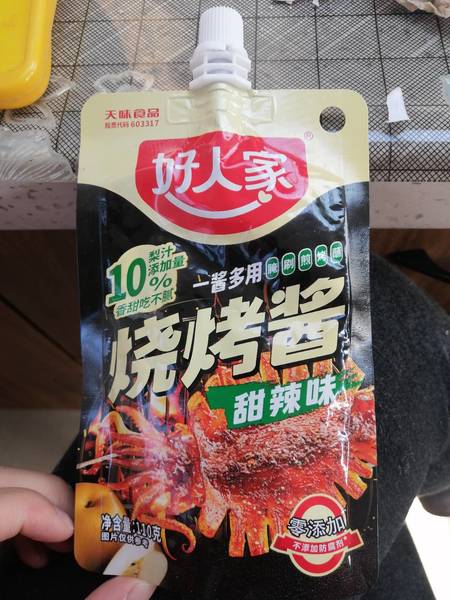 天味食品
股票代码 603317
好人家
®
梨汁
10%添加量
香甜吃不腻
一酱多用 腌 刷 煎 烤 蘸
烧烤酱
甜辣味
净含量:110克
图片仅供参考
零添加
不添加防腐剂